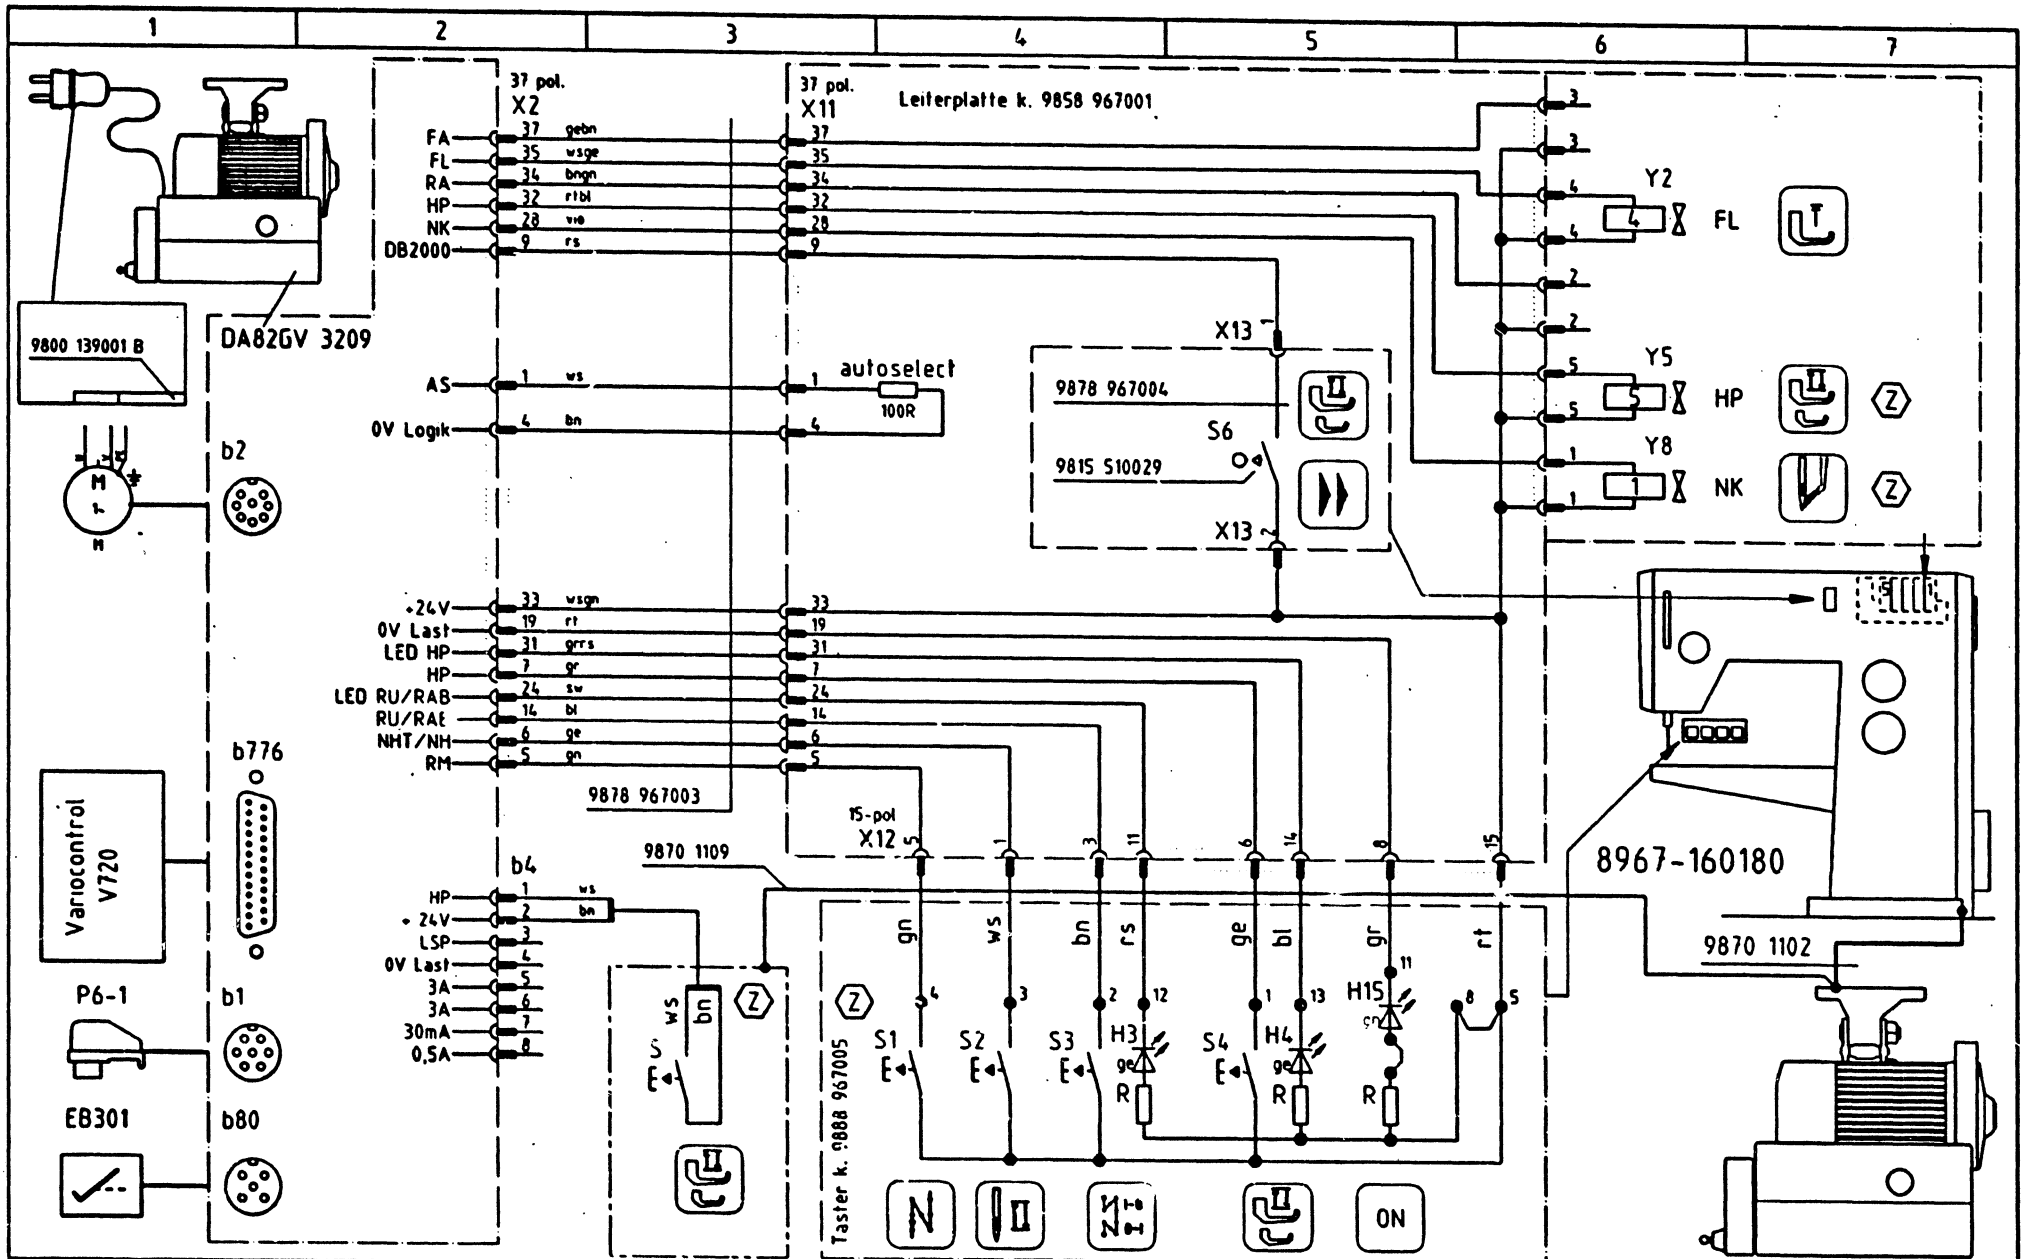 1 2 3 4 5 6 7
37 pol.
X2
37 pol.
X11
Leiterplatte k. 9858 967001
FA 37 gebn 37
FL 35 wsge 35
RA 34 bngn 34
HP 32 rtbl 32
NK 28 vio 28
DB2000 9 rs 9
3
3
4
Y2
4
FL
4
2
2
5
Y5
5
HP
Z
5
1
Y8
1
NK
Z
1
DA82GV 3209
9800 139001 B
AS 1 ws 1
autoselect
100R
0V Logik 4 bn 4
X13 1
9878 967004
S6
9815 510029
X13 2
b2
M
1~
M
+24V 33 wsgn 33
0V Last 19 rt 19
LED HP 31 grrs 31
HP 7 gr 7
LED RU/RAB 24 sw 24
RU/RAE 14 bl 14
NHT/NH 6 ge 6
RM 5 gn 5
5 1
b776
Variocontrol
V720
9878 967003
15-pol
X12
5 1 3 11 6 14 8 15
8967-160180
9870 1109
b4
HP 1 ws
+ 24V 2 bn
LSP 3
0V Last 4
3A 5
3A 6
30mA 7
0,5A 8
gn ws bn rs ge bl gr rt
9870 1102
P6-1
b1
ws
bn
Z
S
E
Z
4 3 2 12 1 13 11 8 5
S1 S2 S3 H3 S4 H4 H15
E E E ge E ge gn
R R R
EB301
b80
Taster k. 9888 967005
ON